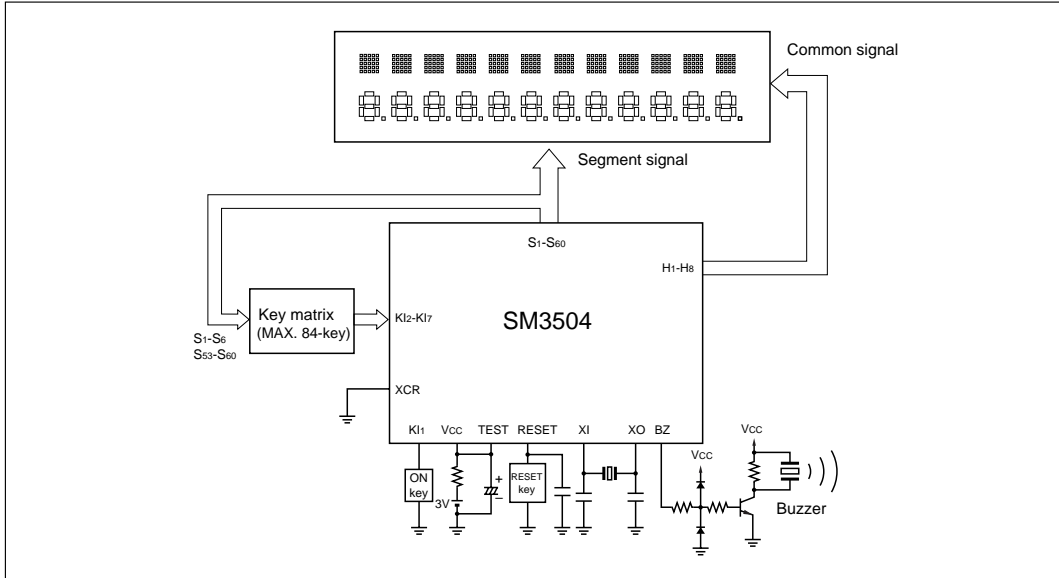 Common signal
Segment signal
S1-S60
H1-H8
Key matrix
(MAX. 84-key)
KI2-KI7
SM3504
S1-S6
S53-S60
XCR
KI1
VCC
TEST
RESET
XI
XO
BZ
VCC
VCC
ON
key
3V
+
−
RESET
key
Buzzer